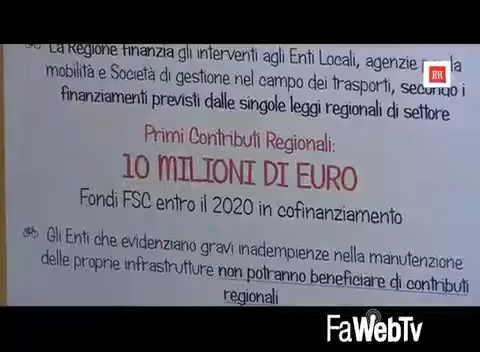 La Regione finanzia gli interventi agli Enti Locali, agenzie la
mobilità e Società di gestione nel campo dei trasporti, secondo i
finanziamenti previsti dalle singole leggi regionali di settore
Primi Contributi Regionali:
10 MILIONI DI EURO
Fondi FSC entro il 2020 in cofinanziamento
Gli Enti che evidenziano gravi inadempienze nella manutenzione
delle proprie infrastrutture non potranno beneficiare di contributi
regionali
FaWebTv